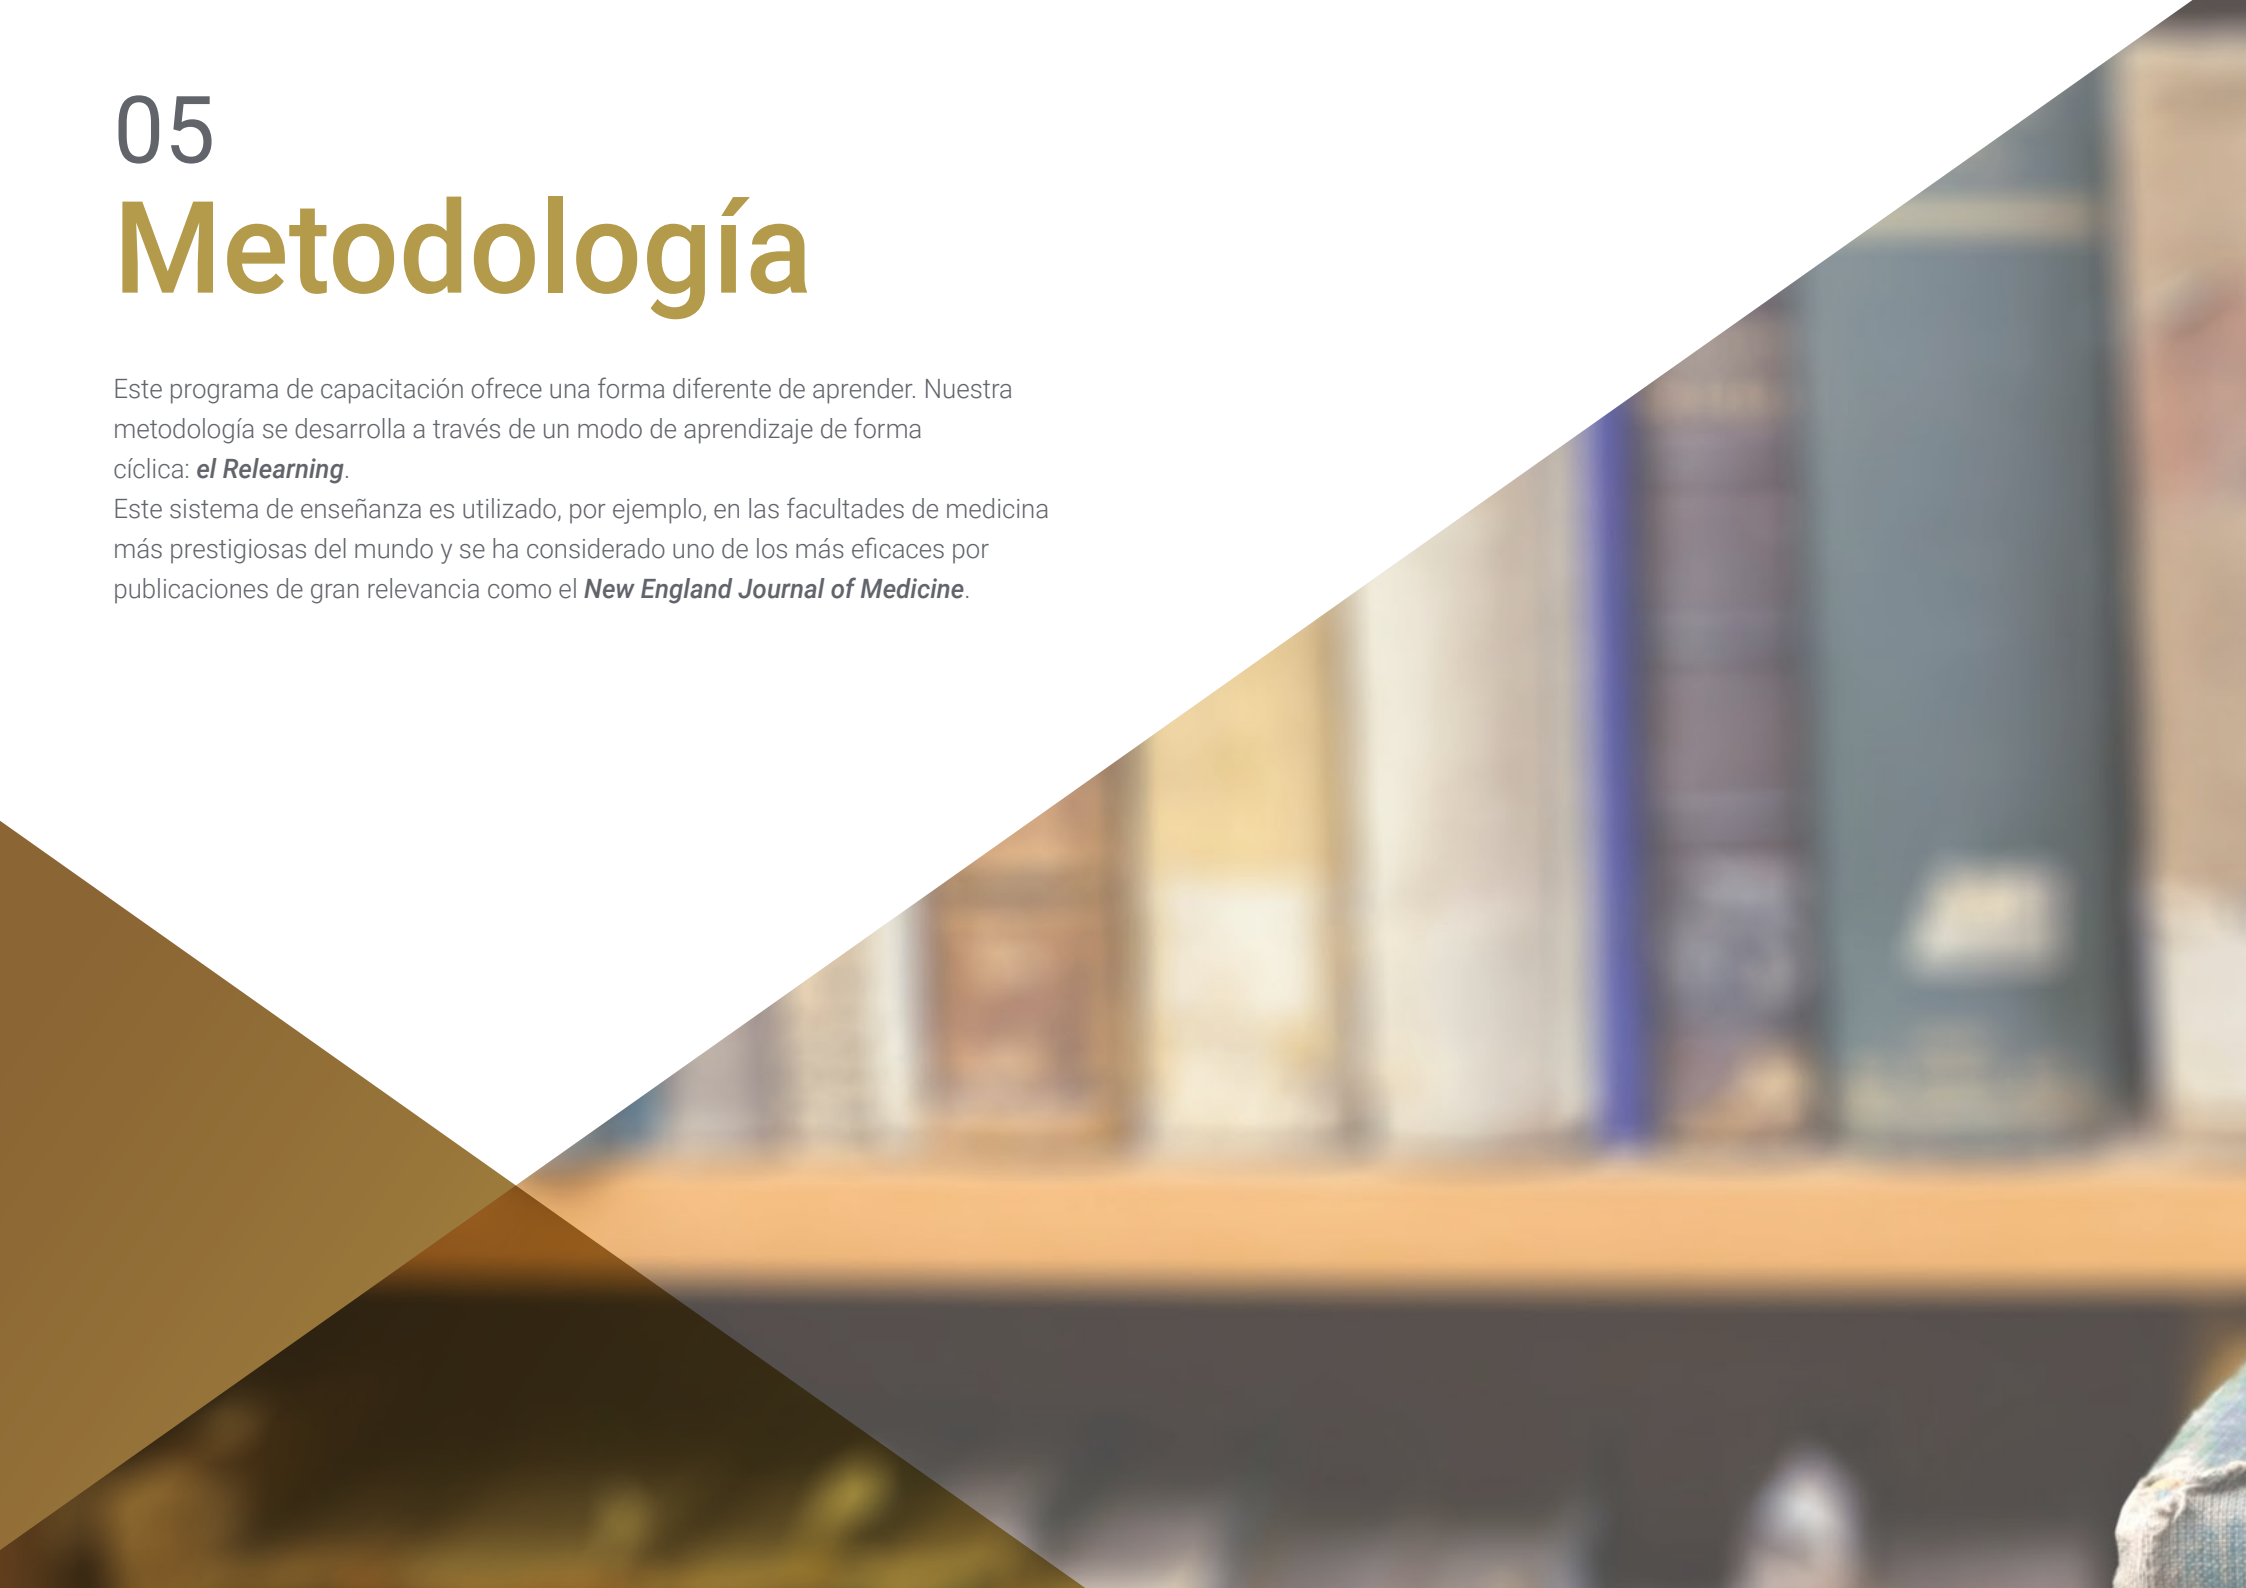 05
Metodología
Este programa de capacitación ofrece una forma diferente de aprender. Nuestra
metodología se desarrolla a través de un modo de aprendizaje de forma
cíclica: el Relearning.
Este sistema de enseñanza es utilizado, por ejemplo, en las facultades de medicina
más prestigiosas del mundo y se ha considerado uno de los más eficaces por
publicaciones de gran relevancia como el New England Journal of Medicine.